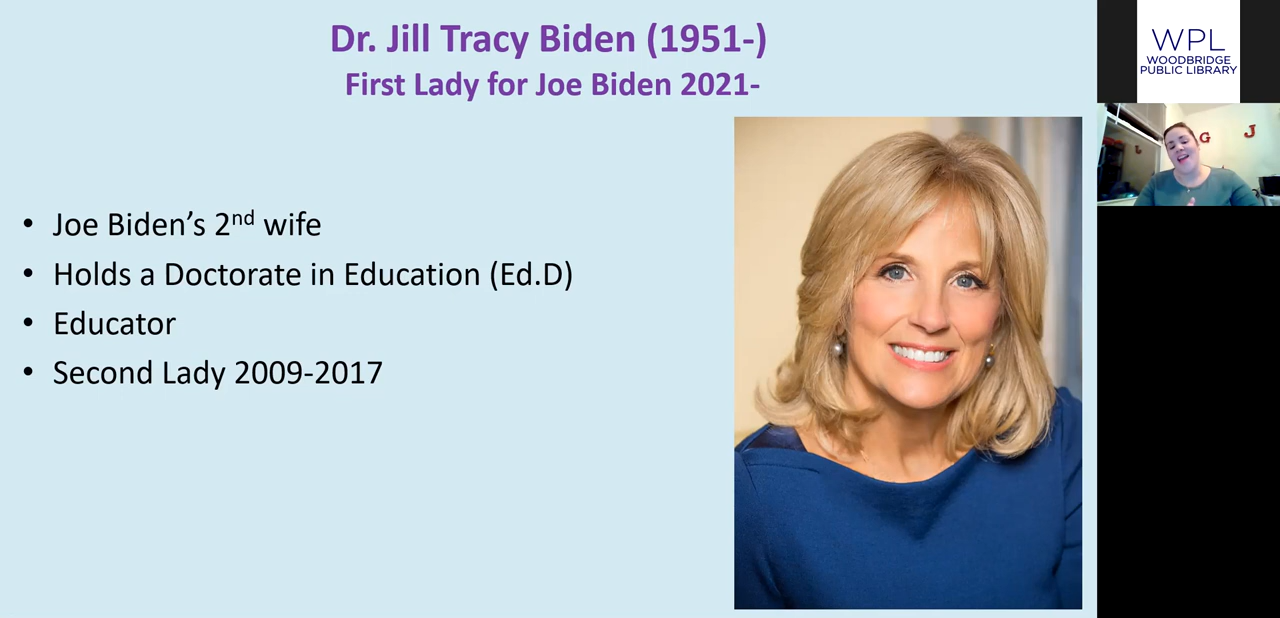 Dr. Jill Tracy Biden (1951-)
First Lady for Joe Biden 2021-
• Joe Biden’s 2nd wife
• Holds a Doctorate in Education (Ed.D)
• Educator
• Second Lady 2009-2017
WPL
WOODBRIDGE
PUBLIC LIBRARY
G J